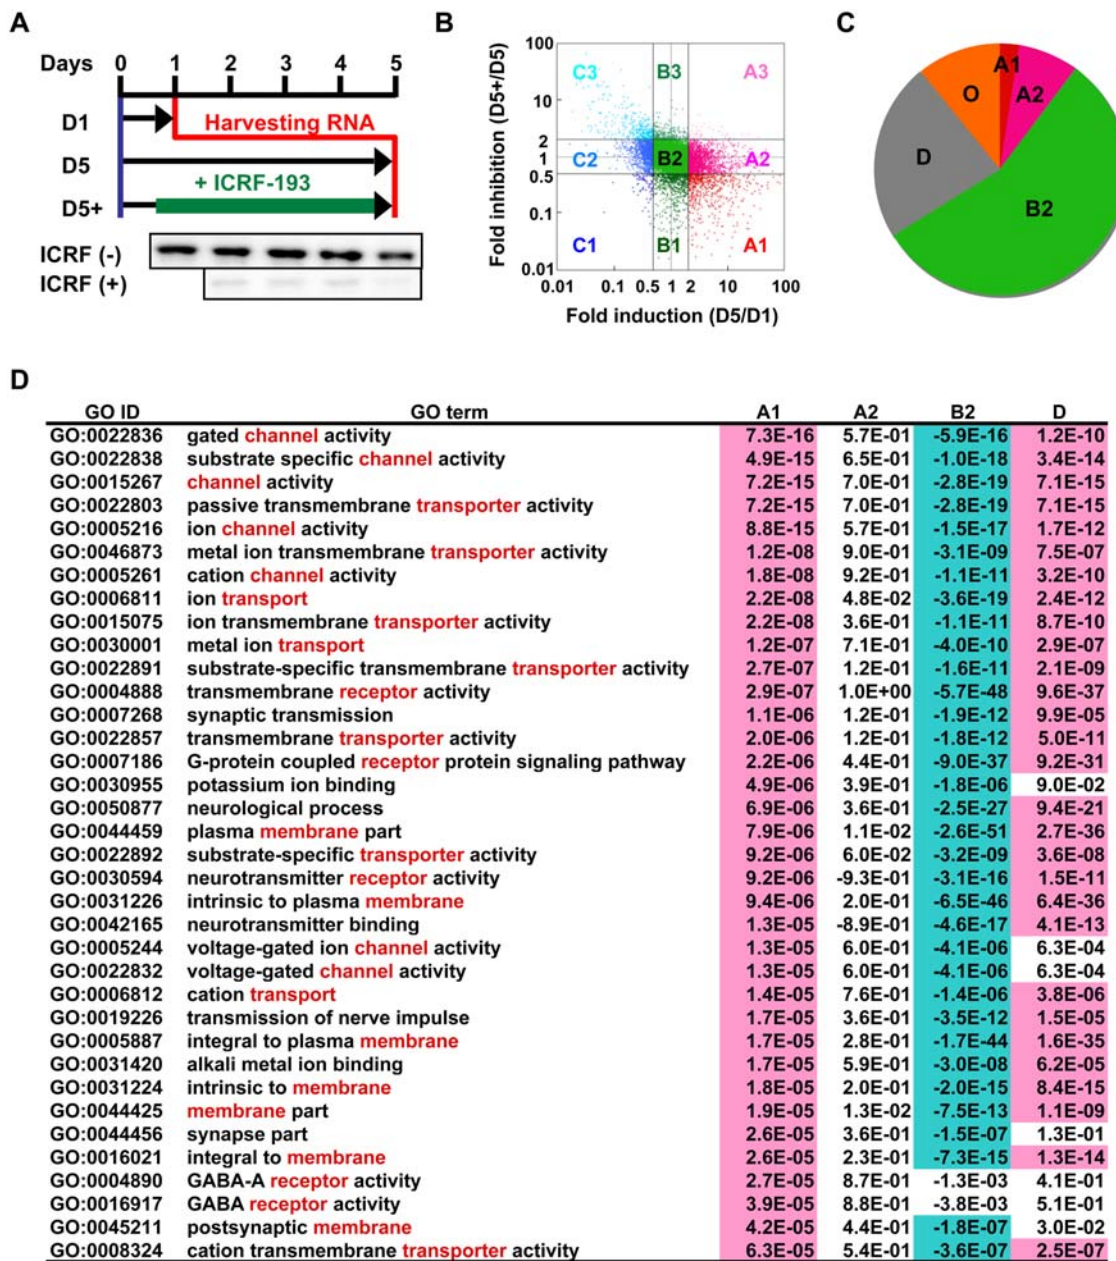 A
Days 0 1 2 3 4 5
D1 Harvesting RNA
D5
+ ICRF-193
D5+
ICRF (-)
ICRF (+)
B
Fold inhibition (D5+/D5)
100
10
2
1
0.5
0.1
0.01
C3 B3 A3
C2 B2 A2
C1 B1 A1
0.01 0.1 0.5 1 2 10 100
Fold induction (D5/D1)
C
A1
A2
O
D
B2
D
GO ID GO term A1 A2 B2 D
GO:0022836 gated channel activity 7.3E-16 5.7E-01 -5.9E-16 1.2E-10
GO:0022838 substrate specific channel activity 4.9E-15 6.5E-01 -1.0E-18 3.4E-14
GO:0015267 channel activity 7.2E-15 7.0E-01 -2.8E-19 7.1E-15
GO:0022803 passive transmembrane transporter activity 7.2E-15 7.0E-01 -2.8E-19 7.1E-15
GO:0005216 ion channel activity 8.8E-15 5.7E-01 -1.5E-17 1.7E-12
GO:0046873 metal ion transmembrane transporter activity 1.2E-08 9.0E-01 -3.1E-09 7.5E-07
GO:0005261 cation channel activity 1.8E-08 9.2E-01 -1.1E-11 3.2E-10
GO:0006811 ion transport 2.2E-08 4.8E-02 -3.6E-19 2.4E-12
GO:0015075 ion transmembrane transporter activity 2.2E-08 3.6E-01 -1.1E-11 8.7E-10
GO:0030001 metal ion transport 1.2E-07 7.1E-01 -4.0E-10 2.9E-07
GO:0022891 substrate-specific transmembrane transporter activity 2.7E-07 1.2E-01 -1.6E-11 2.1E-09
GO:0004888 transmembrane receptor activity 2.9E-07 1.0E+00 -5.7E-48 9.6E-37
GO:0007268 synaptic transmission 1.1E-06 1.2E-01 -1.9E-12 9.9E-05
GO:0022857 transmembrane transporter activity 2.0E-06 1.2E-01 -1.8E-12 5.0E-11
GO:0007186 G-protein coupled receptor protein signaling pathway 2.2E-06 4.4E-01 -9.0E-37 9.2E-31
GO:0030955 potassium ion binding 4.9E-06 3.9E-01 -1.8E-06 9.0E-02
GO:0050877 neurological process 6.9E-06 3.6E-01 -2.5E-27 9.4E-21
GO:0044459 plasma membrane part 7.9E-06 1.1E-02 -2.6E-51 2.7E-36
GO:0022892 substrate-specific transporter activity 9.2E-06 6.0E-02 -3.2E-09 3.6E-08
GO:0030594 neurotransmitter receptor activity 9.2E-06 -9.3E-01 -3.1E-16 1.5E-11
GO:0031226 intrinsic to plasma membrane 9.4E-06 2.0E-01 -6.5E-46 6.4E-36
GO:0042165 neurotransmitter binding 1.3E-05 -8.9E-01 -4.6E-17 4.1E-13
GO:0005244 voltage-gated ion channel activity 1.3E-05 6.0E-01 -4.1E-06 6.3E-04
GO:0022832 voltage-gated channel activity 1.3E-05 6.0E-01 -4.1E-06 6.3E-04
GO:0006812 cation transport 1.4E-05 7.6E-01 -1.4E-06 3.8E-06
GO:0019226 transmission of nerve impulse 1.7E-05 3.6E-01 -3.5E-12 1.5E-05
GO:0005887 integral to plasma membrane 1.7E-05 2.8E-01 -1.7E-44 1.6E-35
GO:0031420 alkali metal ion binding 1.7E-05 5.9E-01 -3.0E-08 6.2E-05
GO:0031224 intrinsic to membrane 1.8E-05 2.0E-01 -2.0E-15 8.4E-15
GO:0044425 membrane part 1.9E-05 1.3E-02 -7.5E-13 1.1E-09
GO:0044456 synapse part 2.6E-05 3.6E-01 -1.5E-07 1.3E-01
GO:0016021 integral to membrane 2.6E-05 2.3E-01 -7.3E-15 1.3E-14
GO:0004890 GABA-A receptor activity 2.7E-05 8.7E-01 -1.3E-03 4.1E-01
GO:0016917 GABA receptor activity 3.9E-05 8.8E-01 -3.8E-03 5.1E-01
GO:0045211 postsynaptic membrane 4.2E-05 4.4E-01 -1.8E-07 3.0E-02
GO:0008324 cation transmembrane transporter activity 6.3E-05 5.4E-01 -3.6E-07 2.5E-07